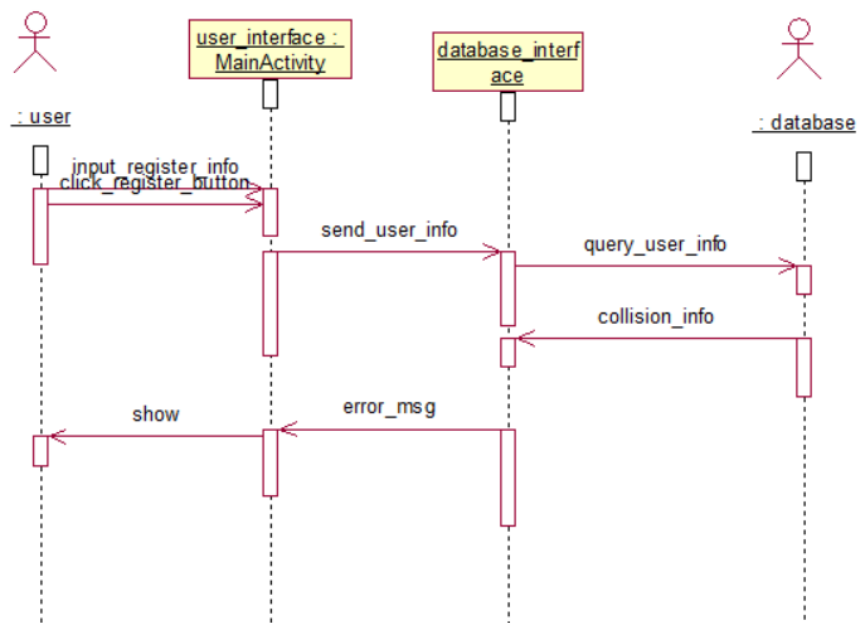 user_interface :
MainActivity
database_interf
ace
: user
: database
input_register_info
click_register_button
send_user_info
query_user_info
collision_info
error_msg
show